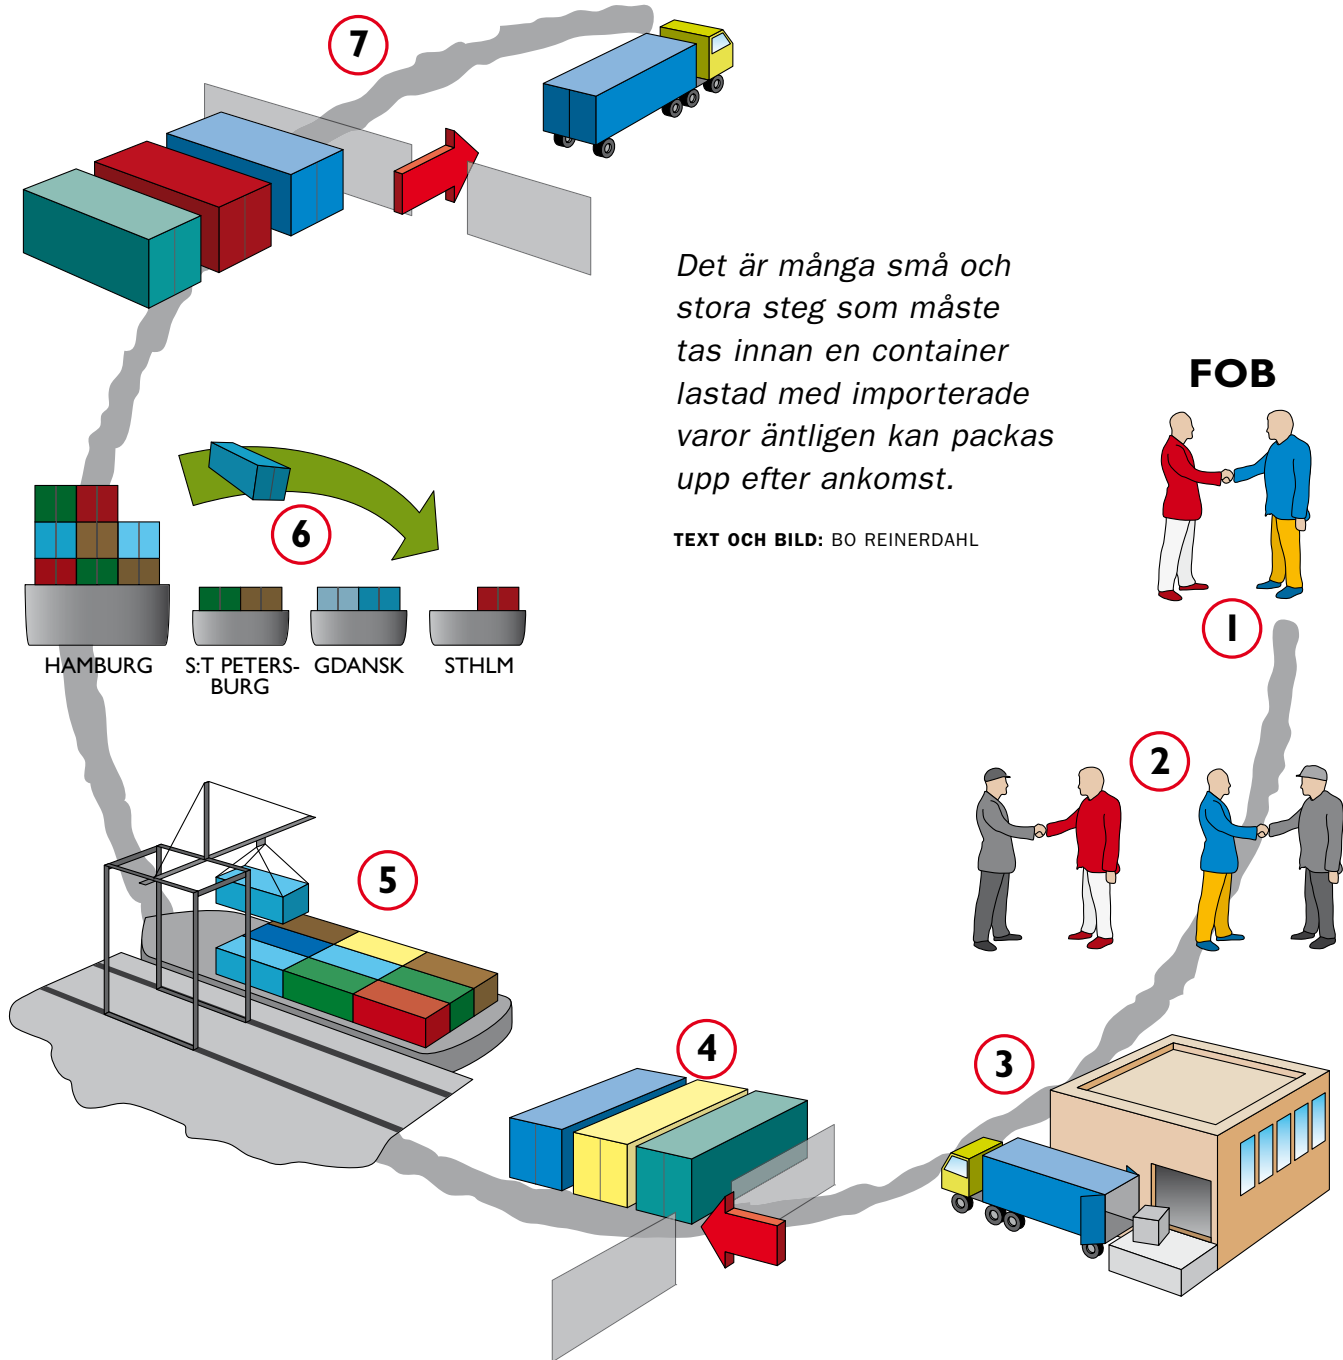 7
Det är många små och
stora steg som måste
tas innan en container
lastad med importerade
varor äntligen kan packas
upp efter ankomst.
TEXT OCH BILD: BO REINERDAHL
FOB
1
6
HAMBURG
S:T PETERS-
BURG
GDANSK
STHLM
2
5
4
3